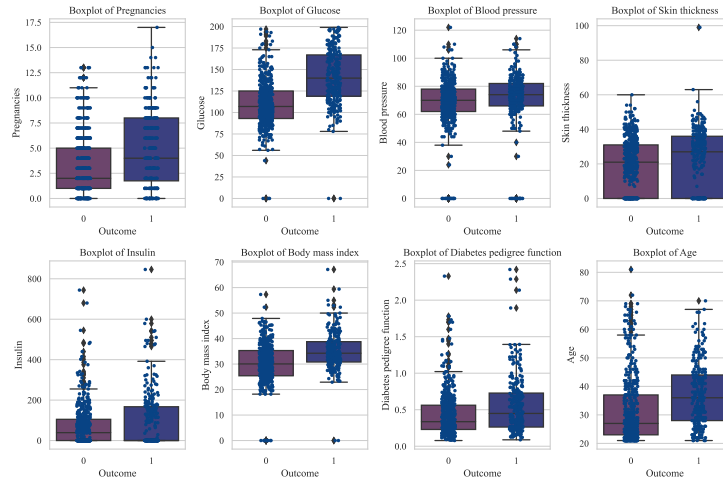 Boxplot of Pregnancies
Boxplot of Glucose
Boxplot of Blood pressure
Boxplot of Skin thickness
17.5
15.0
12.5
10.0
7.5
5.0
2.5
0.0
Pregnancies
0 1
Outcome
200
175
150
125
100
75
50
25
0
Glucose
0 1
Outcome
120
100
80
60
40
20
0
Blood pressure
0 1
Outcome
100
80
60
40
20
0
Skin thickness
0 1
Outcome
Boxplot of Insulin
Boxplot of Body mass index
Boxplot of Diabetes pedigree function
Boxplot of Age
800
600
400
200
0
Insulin
0 1
Outcome
70
60
50
40
30
20
10
0
Body mass index
0 1
Outcome
2.5
2.0
1.5
1.0
0.5
0.0
Diabetes pedigree function
0 1
Outcome
80
70
60
50
40
30
20
Age
0 1
Outcome